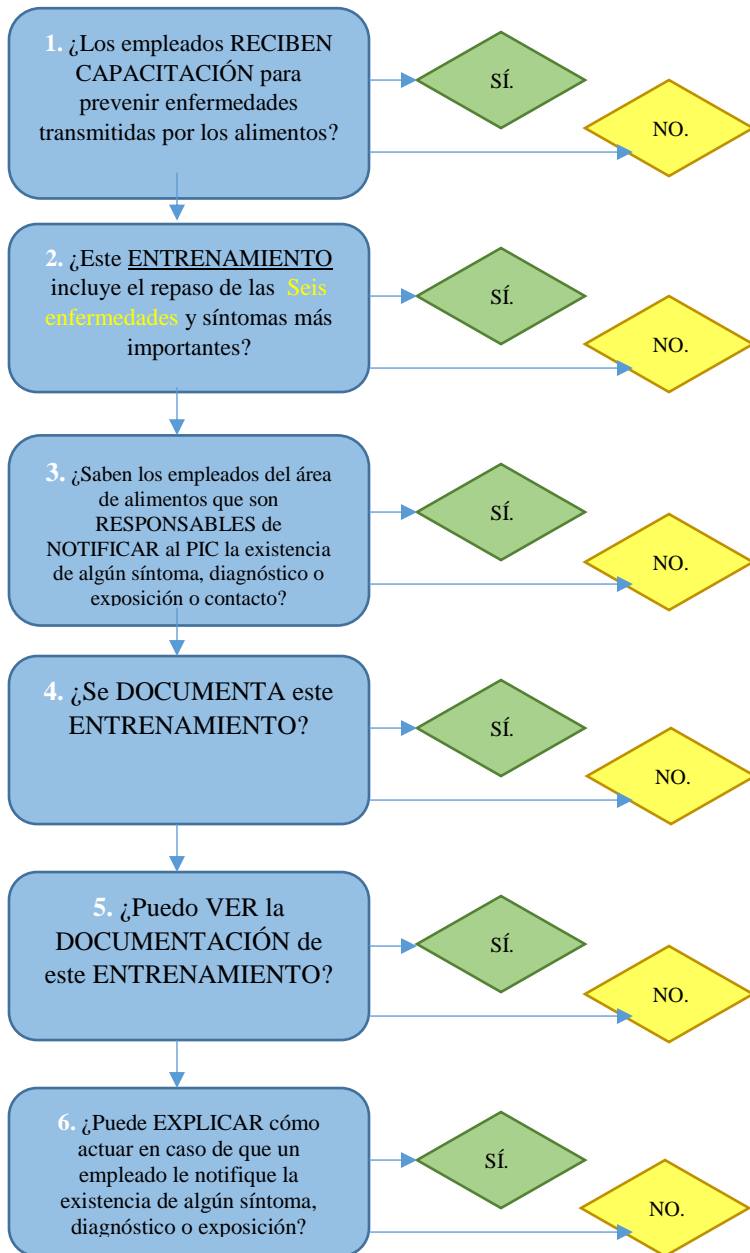 1. ¿Los empleados RECIBEN
CAPACITACIÓN para
prevenir enfermedades
transmitidas por los alimentos?
SÍ.
NO.
2. ¿Este ENTRENAMIENTO
incluye el repaso de las Seis
enfermedades y síntomas más
importantes?
SÍ.
NO.
3. ¿Saben los empleados del área
de alimentos que son
RESPONSABLES de
NOTIFICAR al PIC la existencia
de algún síntoma, diagnóstico o
exposición o contacto?
SÍ.
NO.
4. ¿Se DOCUMENTA este
ENTRENAMIENTO?
SÍ.
NO.
5. ¿Puedo VER la
DOCUMENTACIÓN de
este ENTRENAMIENTO?
SÍ.
NO.
6. ¿Puede EXPLICAR cómo
actuar en caso de que un
empleado le notifique la
existencia de algún síntoma,
diagnóstico o exposición?
SÍ.
NO.